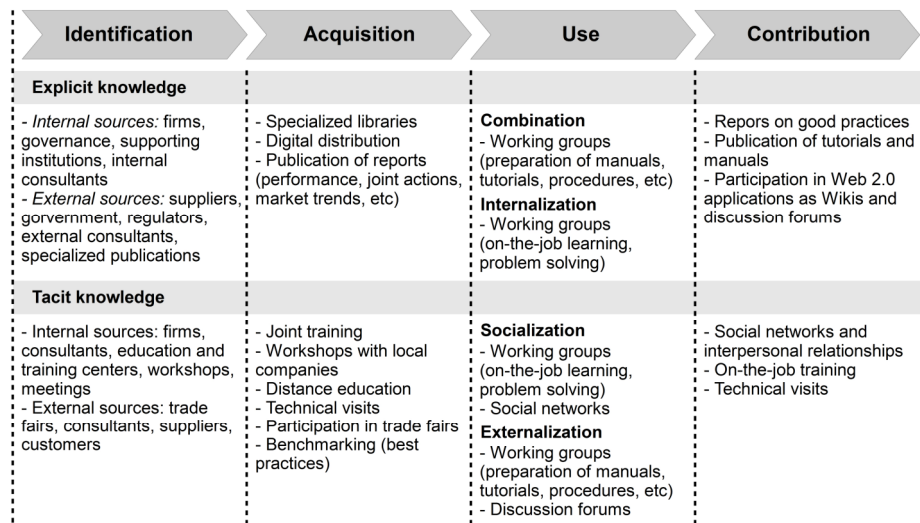 Identification
Acquisition
Use
Contribution
Explicit knowledge
- Internal sources: firms,
governance, supporting
institutions, internal
consultants
- External sources: suppliers,
gorvernment, regulators,
external consultants,
specialized publications
- Specialized libraries
- Digital distribution
- Publication of reports
(performance, joint actions,
market trends, etc)
Combination
- Working groups
(preparation of manuals,
tutorials, procedures, etc)
Internalization
- Working groups
(on-the-job learning,
problem solving)
- Repors on good practices
- Publication of tutorials and
manuals
- Participation in Web 2.0
applications as Wikis and
discussion forums
Tacit knowledge
- Internal sources: firms,
consultants, education and
training centers, workshops,
meetings
- External sources: trade
fairs, consultants, suppliers,
customers
- Joint training
- Workshops with local
companies
- Distance education
- Technical visits
- Participation in trade fairs
- Benchmarking (best
practices)
Socialization
- Working groups
(on-the-job learning,
problem solving)
- Social networks
Externalization
- Working groups
(preparation of manuals,
tutorials, procedures, etc)
- Discussion forums
- Social networks and
interpersonal relationships
- On-the-job training
- Technical visits